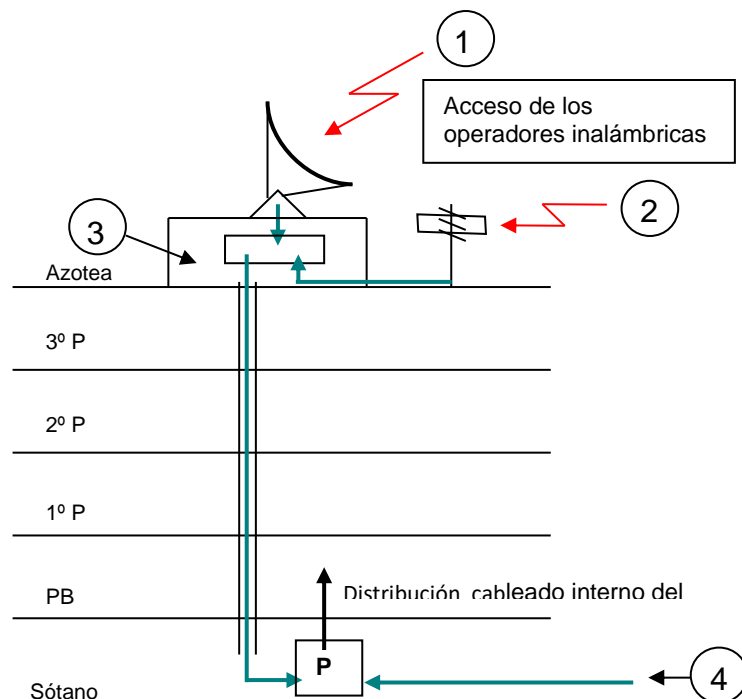 1
Acceso de los
operadores inalámbricas
2
3
Azotea
3º P
2º P
1º P
PB
Distribución cableado interno del
P
4
Sótano